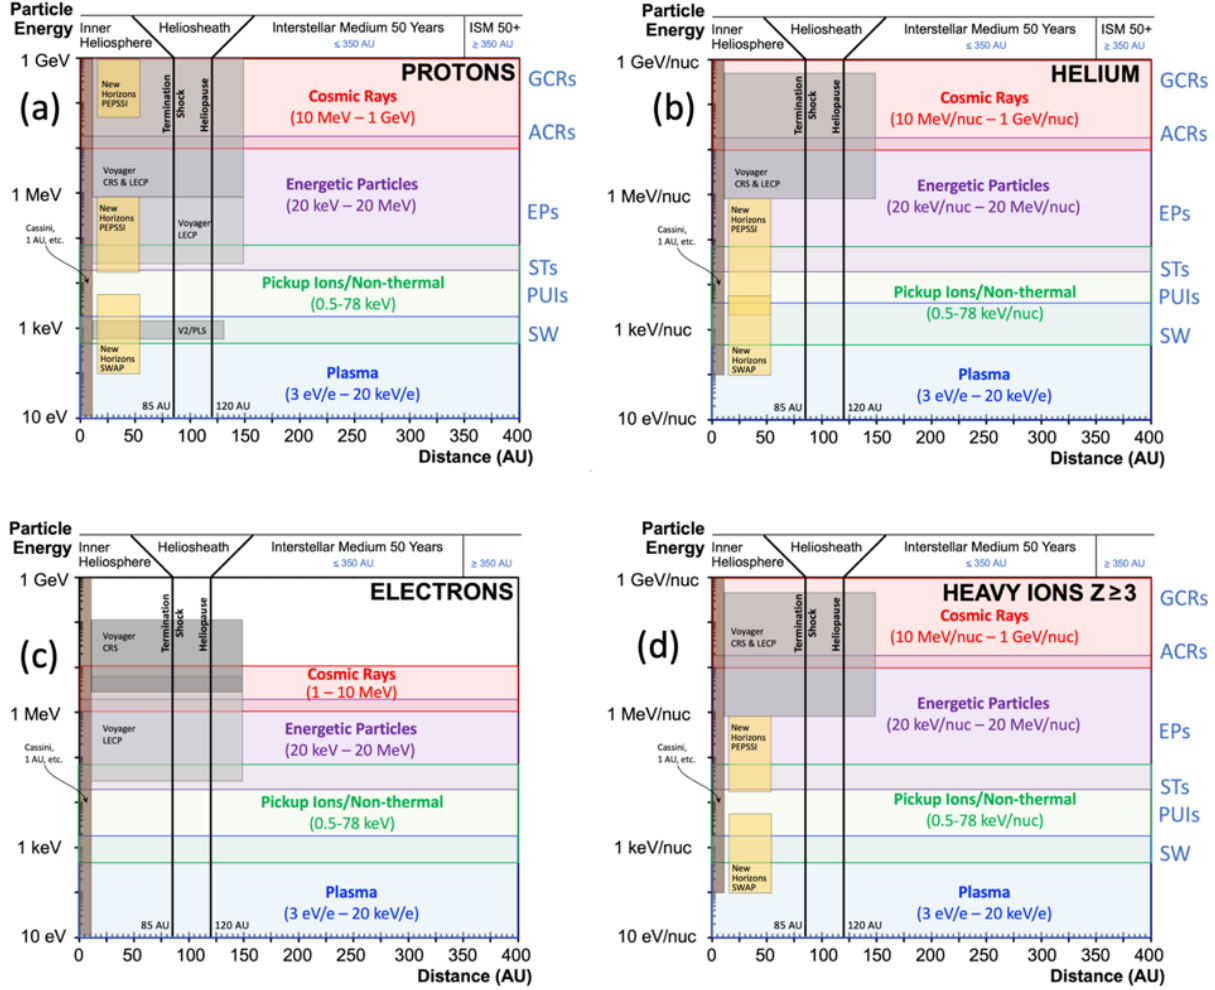 Particle
Energy
Inner
Heliosphere
Heliosheath
Interstellar Medium 50 Years
≤ 350 AU
ISM 50+
≥ 350 AU
(a)
PROTONS
1 GeV
1 MeV
1 keV
10 eV
New
Horizons
PEPSSI
Termination
Shock
Heliopause
Cosmic Rays
(10 MeV – 1 GeV)
Voyager
CRS & LECP
Energetic Particles
(20 keV – 20 MeV)
New
Horizons
PEPSSI
Voyager
LECP
Cassini,
1 AU, etc.
Pickup Ions/Non-thermal
(0.5-78 keV)
V2/PLS
New
Horizons
SWAP
Plasma
(3 eV/e – 20 keV/e)
85 AU
120 AU
0 50 100 150 200 250 300 350 400
Distance (AU)
GCRs
ACRs
EPs
STs
PUIs
SW
Particle
Energy
Inner
Heliosphere
Heliosheath
Interstellar Medium 50 Years
≤ 350 AU
ISM 50+
≥ 350 AU
(b)
HELIUM
1 GeV/nuc
1 MeV/nuc
1 keV/nuc
10 eV/nuc
Termination
Shock
Heliopause
Cosmic Rays
(10 MeV/nuc – 1 GeV/nuc)
Voyager
CRS & LECP
Energetic Particles
(20 keV/nuc – 20 MeV/nuc)
New
Horizons
PEPSSI
Cassini,
1 AU, etc.
Pickup Ions/Non-thermal
(0.5-78 keV/nuc)
New
Horizons
SWAP
Plasma
(3 eV/e – 20 keV/e)
85 AU
120 AU
0 50 100 150 200 250 300 350 400
Distance (AU)
GCRs
ACRs
EPs
STs
PUIs
SW
Particle
Energy
Inner
Heliosphere
Heliosheath
Interstellar Medium 50 Years
≤ 350 AU
≥ 350 AU
(c)
ELECTRONS
1 GeV
1 MeV
1 keV
10 eV
Termination
Shock
Heliopause
Voyager
CRS
Cosmic Rays
(1 – 10 MeV)
Voyager
LECP
Energetic Particles
(20 keV – 20 MeV)
Cassini,
1 AU, etc.
Pickup Ions/Non-thermal
(0.5-78 keV)
Plasma
(3 eV/e – 20 keV/e)
85 AU
120 AU
0 50 100 150 200 250 300 350 400
Distance (AU)
Particle
Energy
Inner
Heliosphere
Heliosheath
Interstellar Medium 50 Years
≤ 350 AU
≥ 350 AU
(d)
HEAVY IONS Z ≥ 3
1 GeV/nuc
1 MeV/nuc
1 keV/nuc
10 eV/nuc
Termination
Shock
Heliopause
Cosmic Rays
(10 MeV/nuc – 1 GeV/nuc)
Voyager
CRS & LECP
Energetic Particles
(20 keV/nuc – 20 MeV/nuc)
New
Horizons
PEPSSI
Cassini,
1 AU, etc.
Pickup Ions/Non-thermal
(0.5-78 keV/nuc)
New
Horizons
SWAP
Plasma
(3 eV/e – 20 keV/e)
85 AU
120 AU
0 50 100 150 200 250 300 350 400
Distance (AU)
GCRs
ACRs
EPs
STs
PUIs
SW